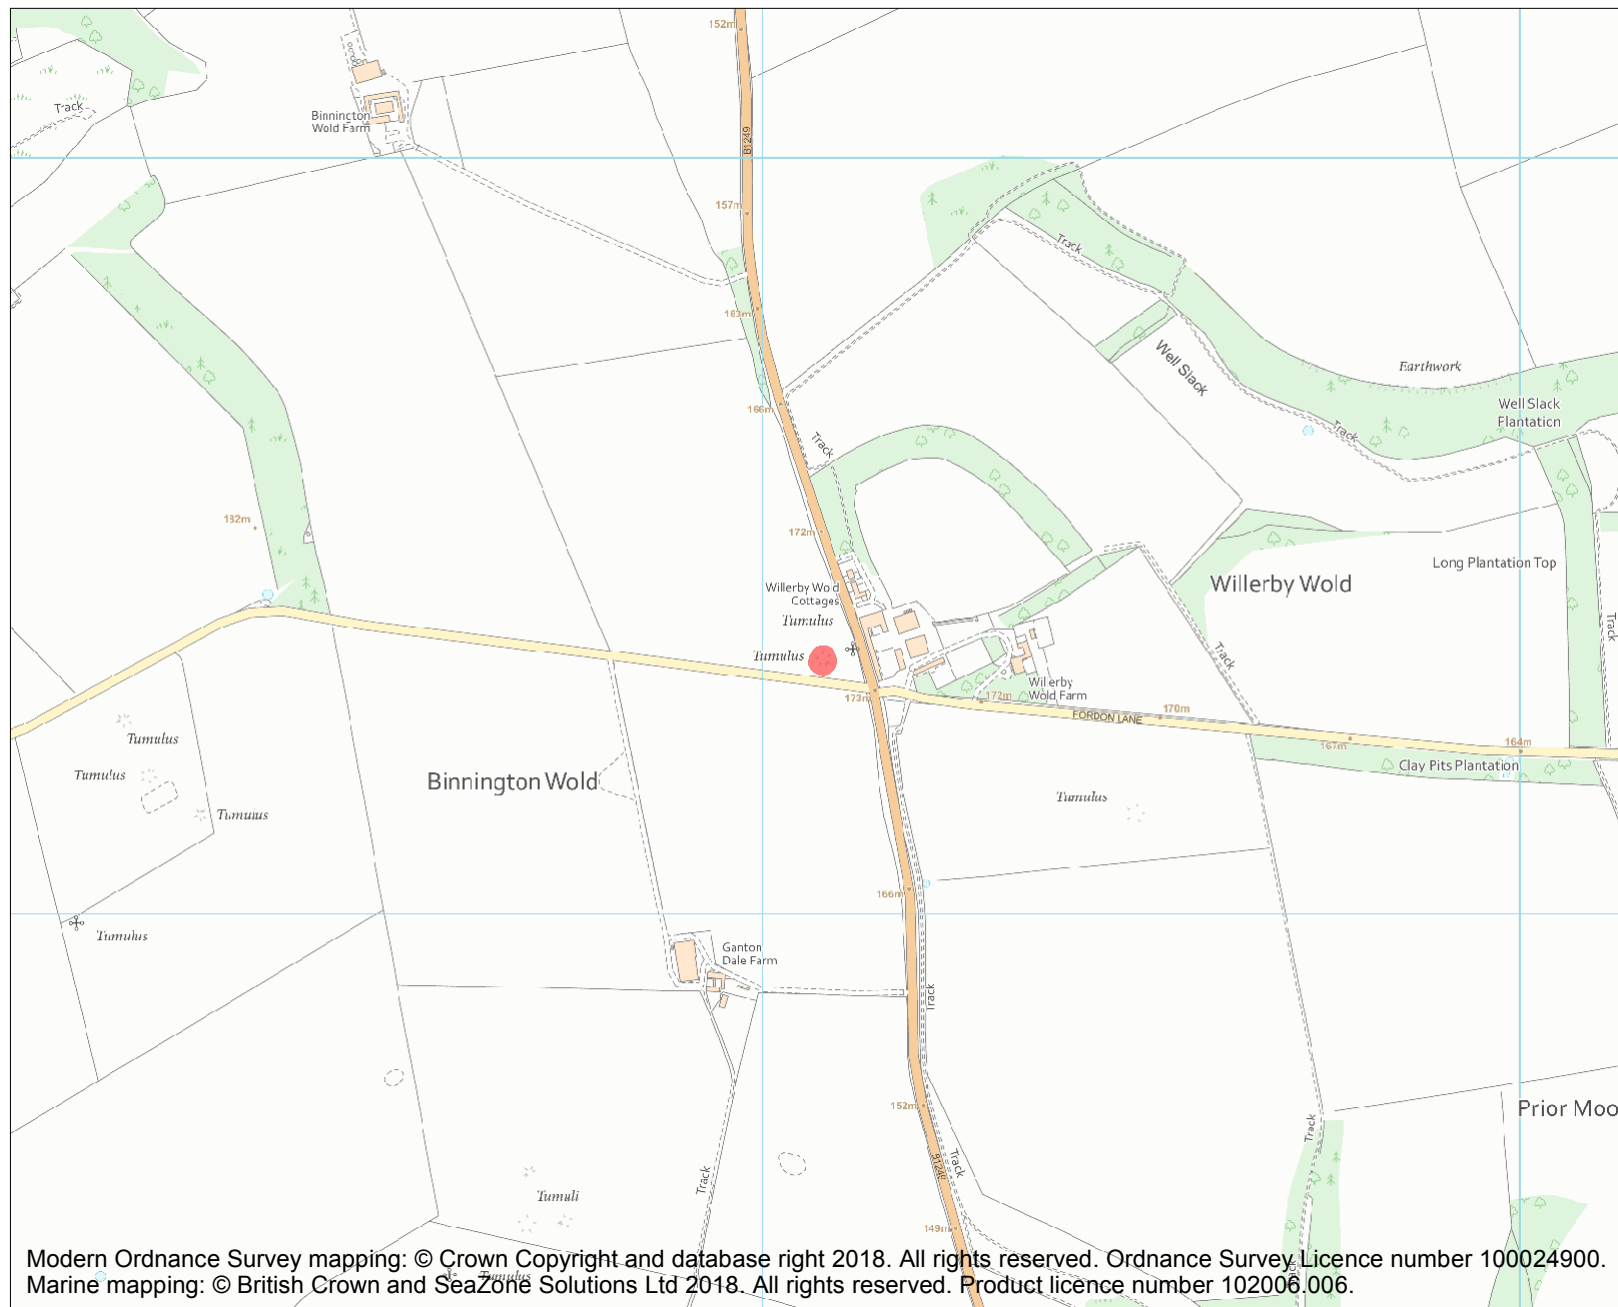 152m
Track
Binnington
Wold Farm
B1249
157m
Track
163m
Well Slack
Earthwork
166m
Well Slack
Plantation
Track
Track
182m
172m
Long Plantation Top
Willerby Wold
Cottages
Willerby Wold
Tumulus
Track
Tumulus
Track
Willerby
Wold Farm
173m
172m
170m
FORDON LANE
Tumulus
167m
164m
Tumulus
Clay Pits Plantation
Binnington Wold
Tumulus
Tumulus
166m
Tumulus
Ganton
Dale Farm
Track
152m
Prior Moo
Track
Track
B1249
Track
Tumuli
149m
Modern Ordnance Survey mapping: © Crown Copyright and database right 2018. All rights reserved. Ordnance Survey Licence number 100024900.
Tumulus
Track
Marine mapping: © British Crown and SeaZone Solutions Ltd 2018. All rights reserved. Product licence number 102006.006.